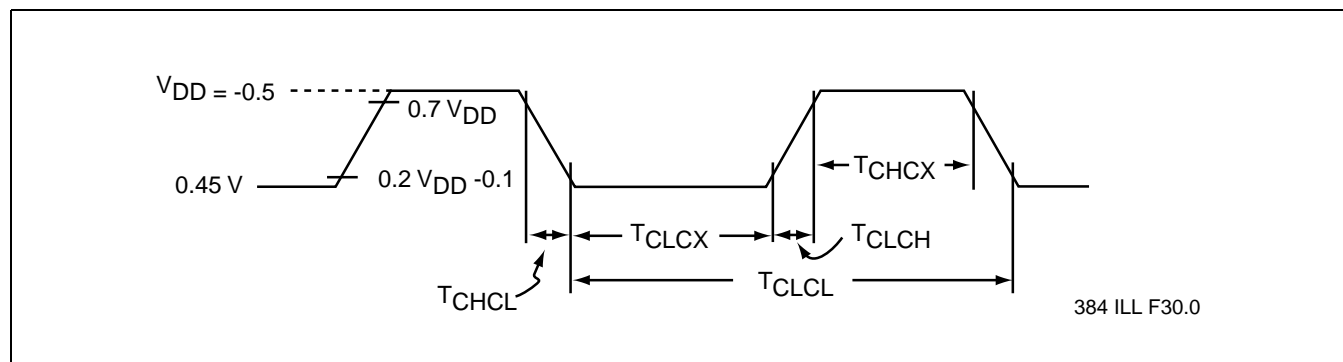 VDD = -0.5
0.7 VDD
0.45 V
0.2 VDD -0.1
TCHCX
TCLCX
TCLCH
TCHCL
TCLCL
384 ILL F30.0